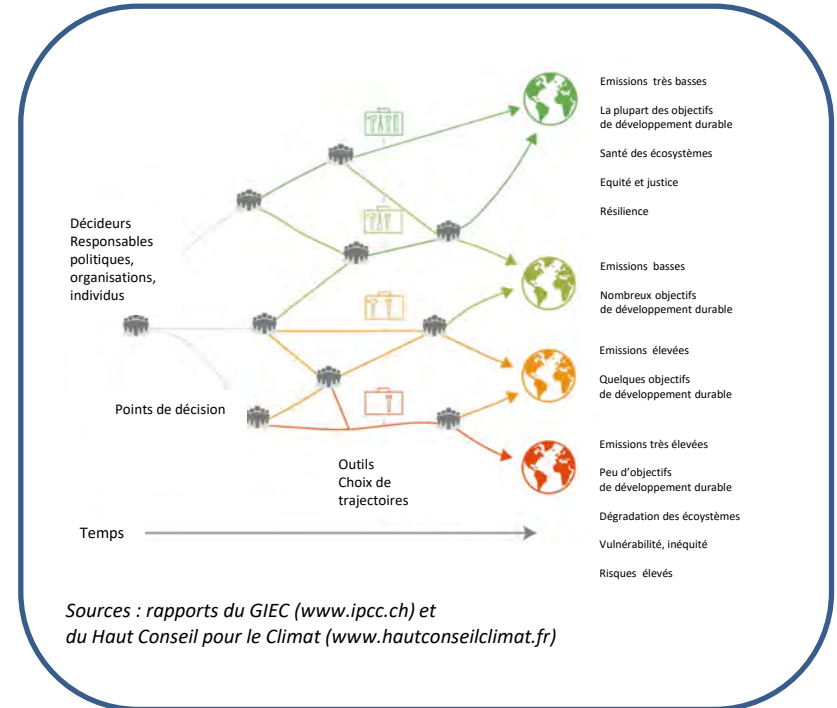 Emissions très basses
La plupart des objectifs
de développement durable
Santé des écosystèmes
Equité et justice
Résilience
Décideurs
Responsables
politiques,
organisations,
individus
Emissions basses
Nombreux objectifs
de développement durable
Emissions élevées
Quelques objectifs
de développement durable
Points de décision
Emissions très élevées
Peu d’objectifs
de développement durable
Dégradation des écosystèmes
Vulnérabilité, inéquité
Risques élevés
Outils
Choix de
trajectoires
Temps
Sources : rapports du GIEC (www.ipcc.ch) et
du Haut Conseil pour le Climat (www.hautconseilclimat.fr)